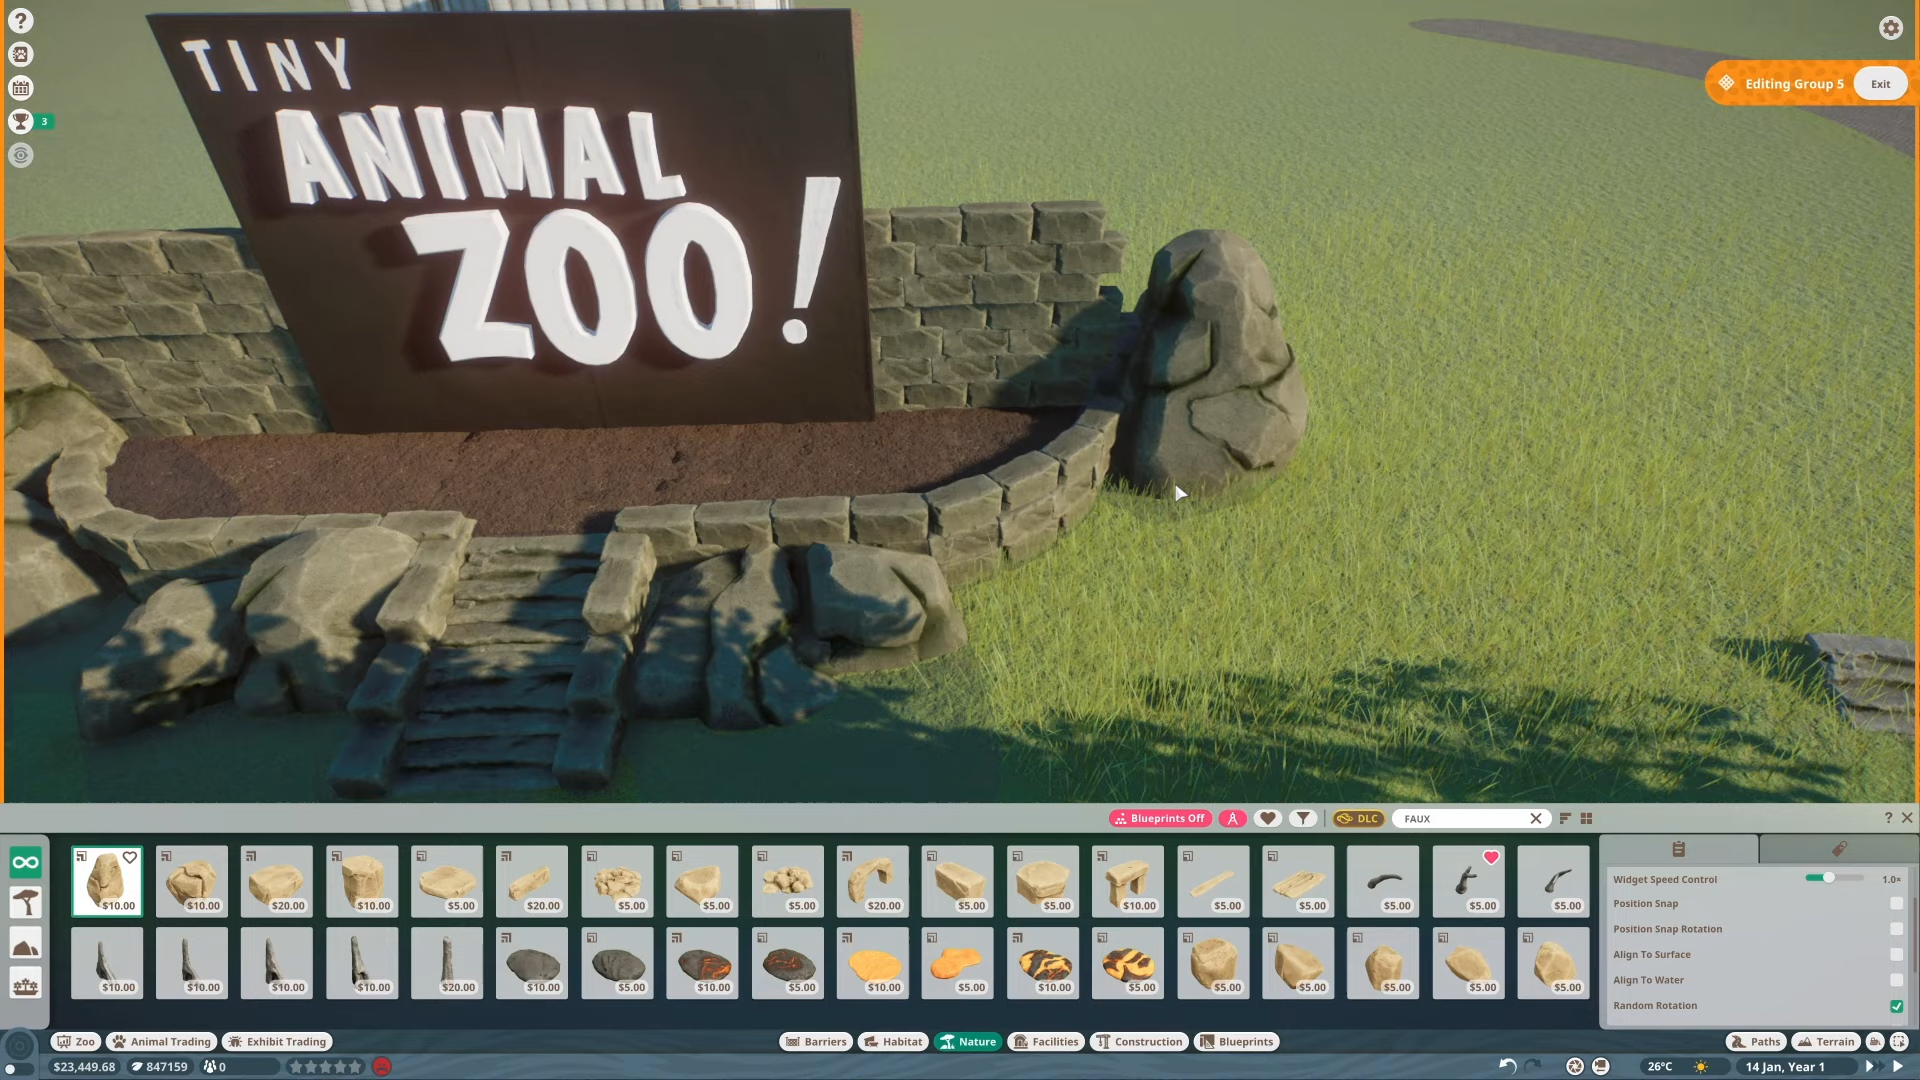 TINY
ANIMAL
ZOO!
?
3
Editing Group 5
Exit
Blueprints Off
DLC
FAUX
?
$10.00
$10.00
$20.00
$10.00
$5.00
$20.00
$5.00
$5.00
$5.00
$20.00
$5.00
$5.00
$10.00
$5.00
$5.00
$5.00
$5.00
$5.00
$10.00
$10.00
$10.00
$10.00
$20.00
$10.00
$5.00
$10.00
$5.00
$10.00
$5.00
$10.00
$5.00
$5.00
$5.00
$5.00
$5.00
$5.00
Widget Speed Control
1.0×
Position Snap
Position Snap Rotation
Align To Surface
Align To Water
Random Rotation
Zoo
Animal Trading
Exhibit Trading
Barriers
Habitat
Nature
Facilities
Construction
Blueprints
Paths
Terrain
$23,449.68
847159
0
26°C
14 Jan, Year 1